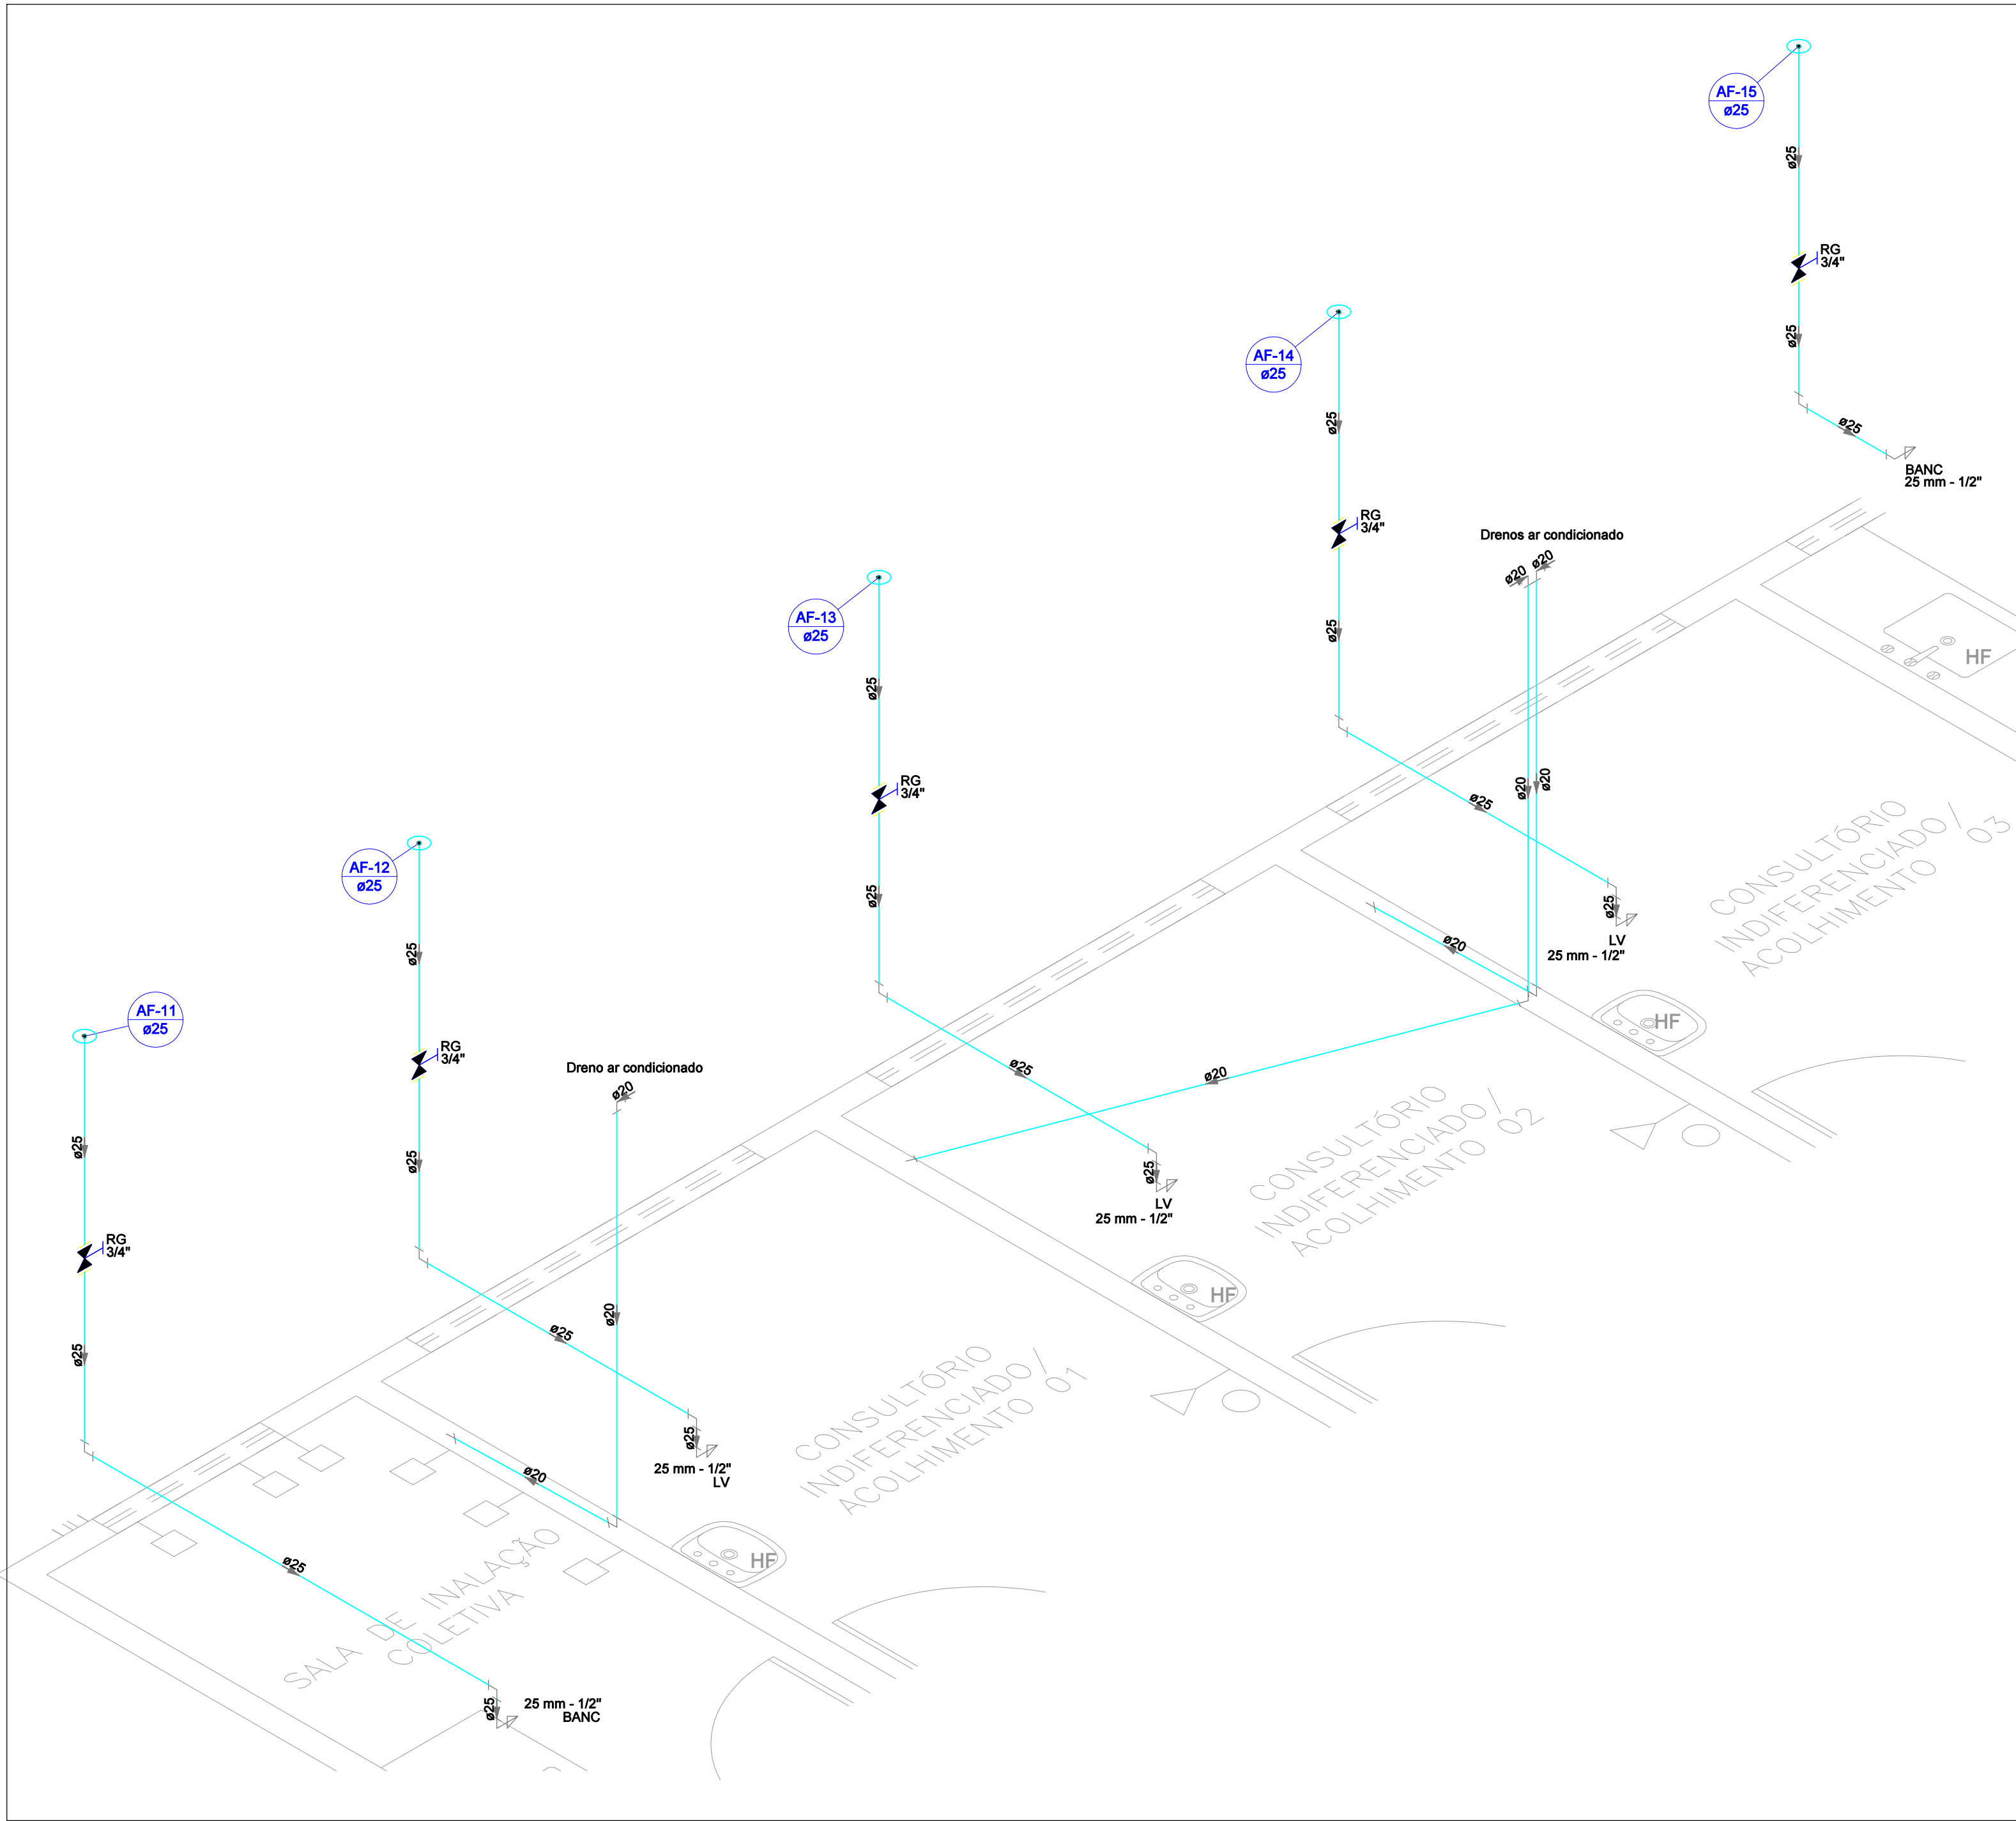 AF-15
ø25
ø25
RG
3/4"
ø25
ø25
BANC
25 mm - 1/2"
AF-14
ø25
ø25
RG
3/4"
ø25
ø25
ø25
LV
25 mm - 1/2"
Drenos ar condicionado
ø20
ø20
ø20
ø20
ø20
ø20
HF
CONSULTÓRIO
INDIFERENCIADO/
ACOLHIMENTO 03
HF
AF-13
ø25
ø25
RG
3/4"
ø25
ø25
ø25
LV
25 mm - 1/2"
CONSULTÓRIO
INDIFERENCIADO/
ACOLHIMENTO 02
HF
AF-12
ø25
ø25
RG
3/4"
ø25
ø25
ø25
25 mm - 1/2"
LV
Dreno ar condicionado
ø20
ø20
ø20
CONSULTÓRIO
INDIFERENCIADO/
ACOLHIMENTO 01
HF
AF-11
ø25
ø25
RG
3/4"
ø25
ø25
ø25
25 mm - 1/2"
BANC
SALA DE INALAÇÃO
COLETIVA